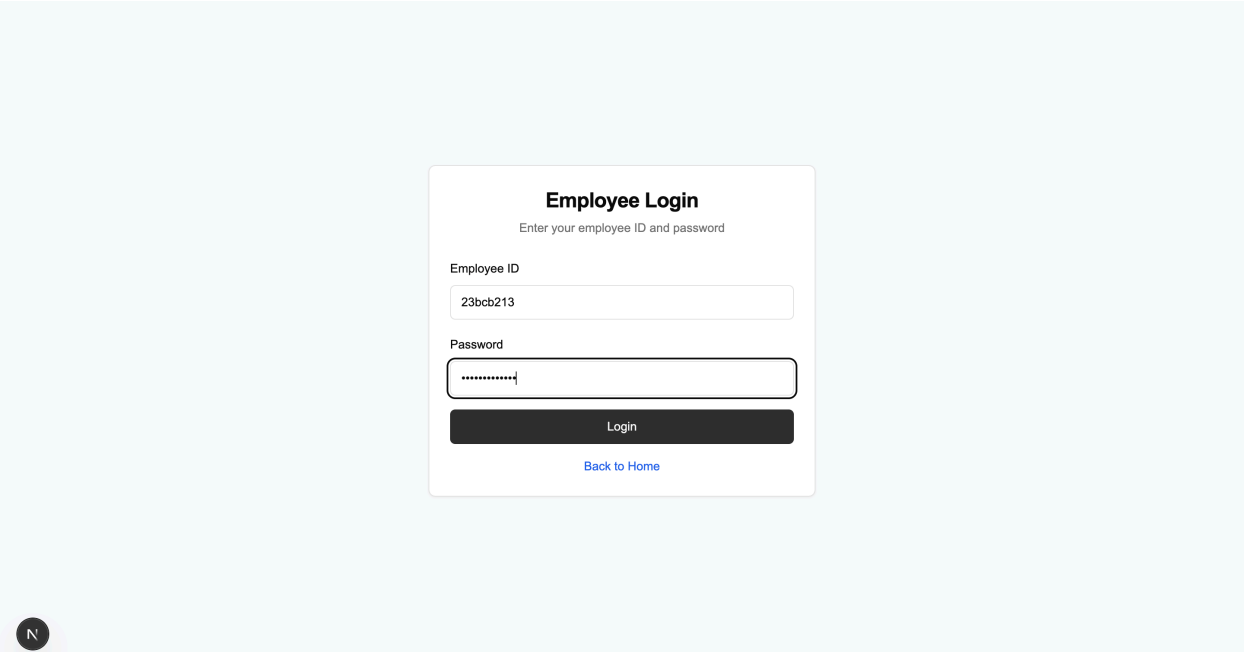 Employee Login
Enter your employee ID and password
Employee ID
23bcb213
Password
•••••••••••••
Login
Back to Home
N